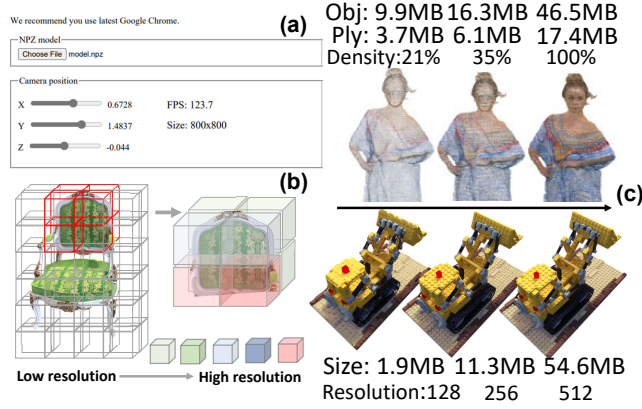 We recommend you use latest Google Chrome.
(a)
NPZ model
Choose File model.npz
Camera position
X 0.6728
Y 1.4837
Z -0.044
FPS: 123.7
Size: 800x800
(b)
Low resolution
High resolution
Obj: 9.9MB 16.3MB 46.5MB
Ply: 3.7MB 6.1MB 17.4MB
Density:21% 35% 100%
(c)
Size: 1.9MB 11.3MB 54.6MB
Resolution:128 256 512